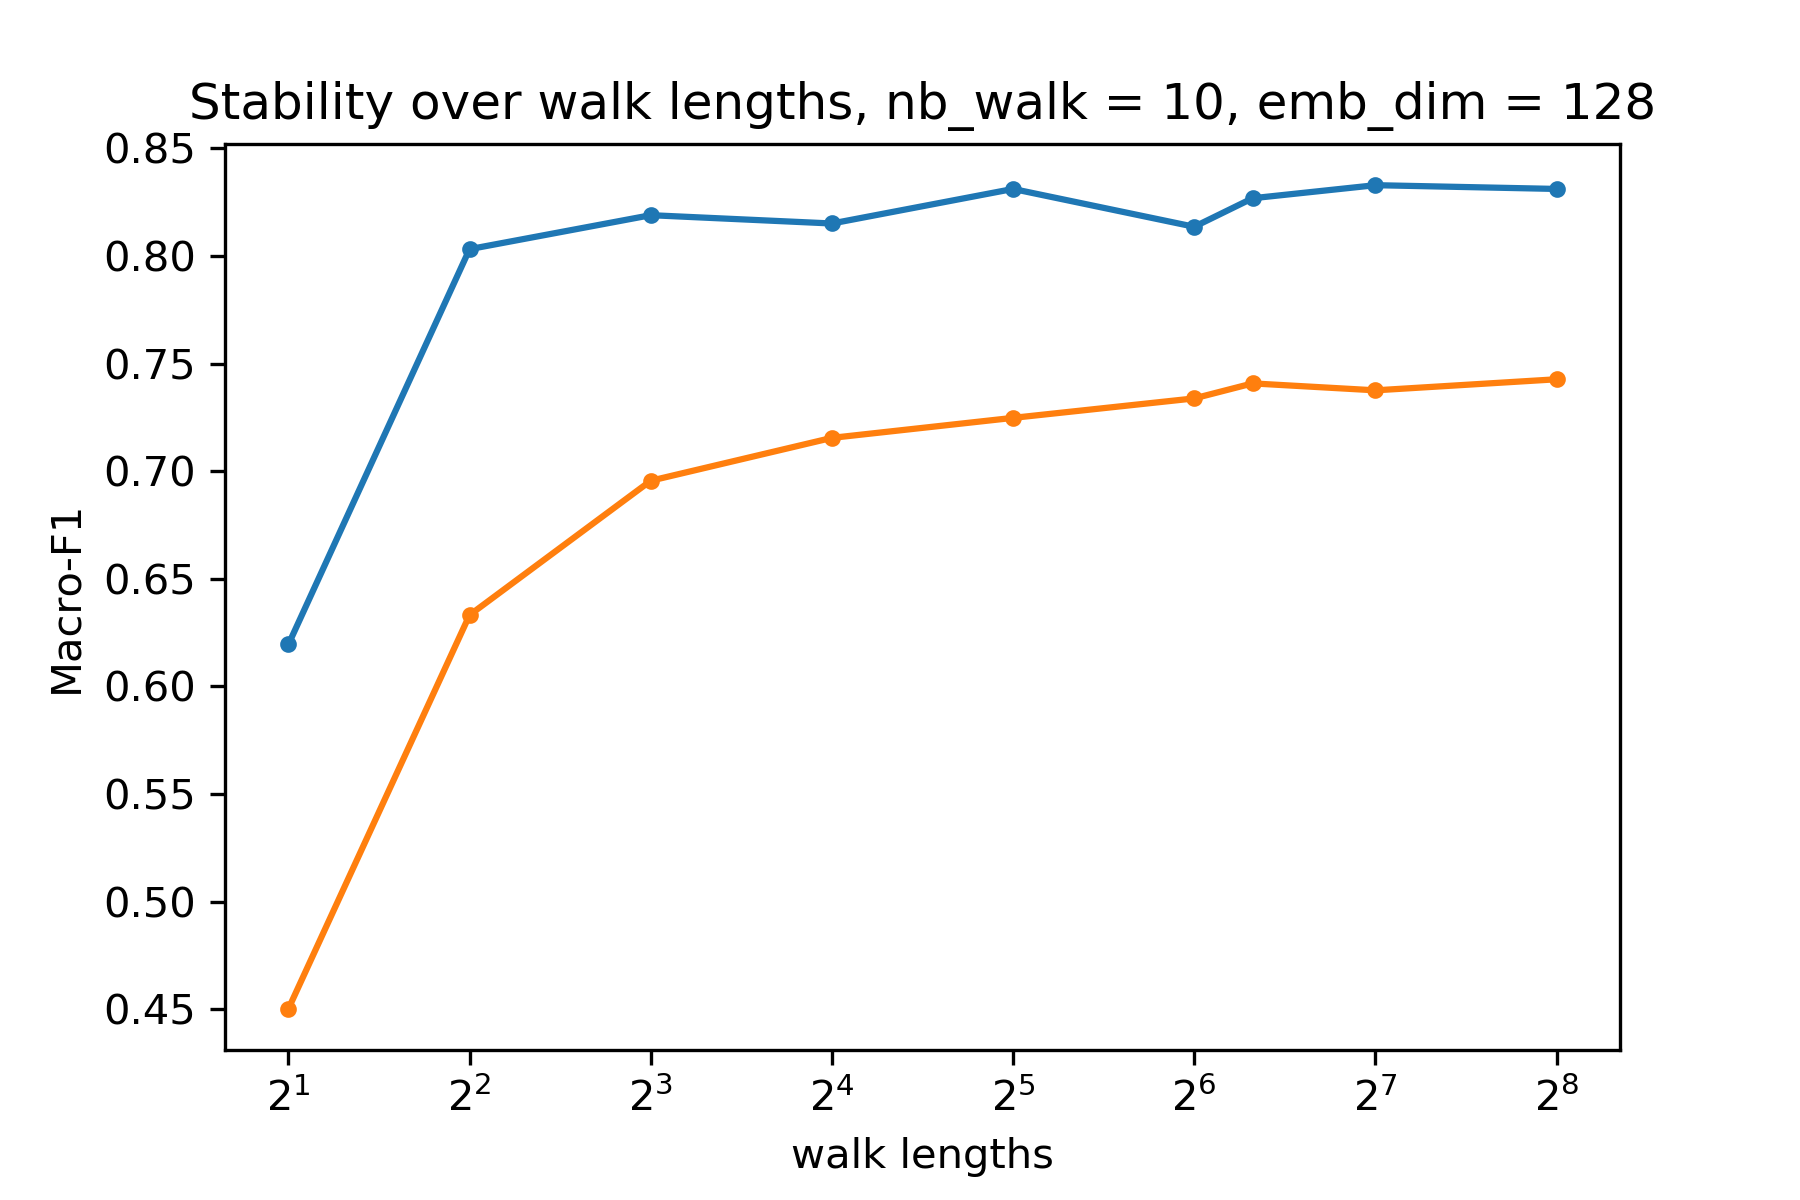 Stability over walk lengths, nb_walk = 10, emb_dim = 128
0.85
0.80
0.75
0.70
0.65
0.60
0.55
0.50
0.45
Macro-F1
2¹ 2² 2³ 2⁴ 2⁵ 2⁶ 2⁷ 2⁸
walk lengths